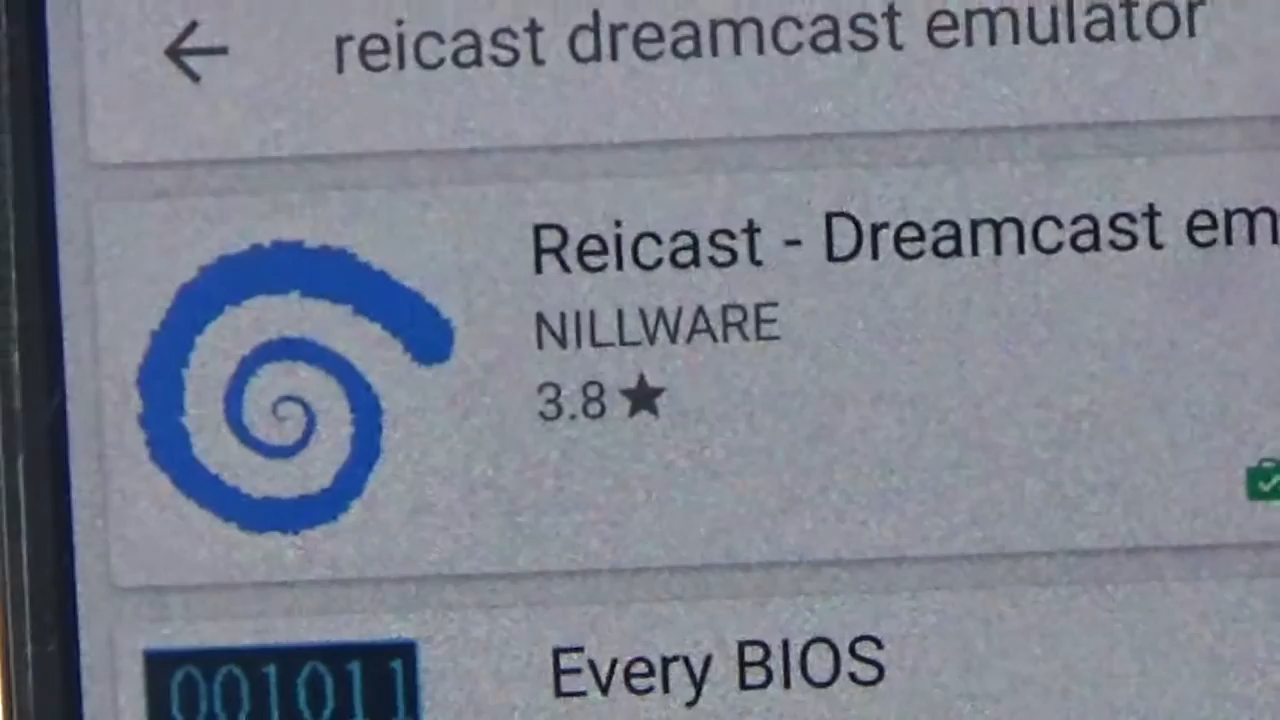 reicast dreamcast emulator
Reicast - Dreamcast em
NILLWARE
3.8★
Every BIOS
001011